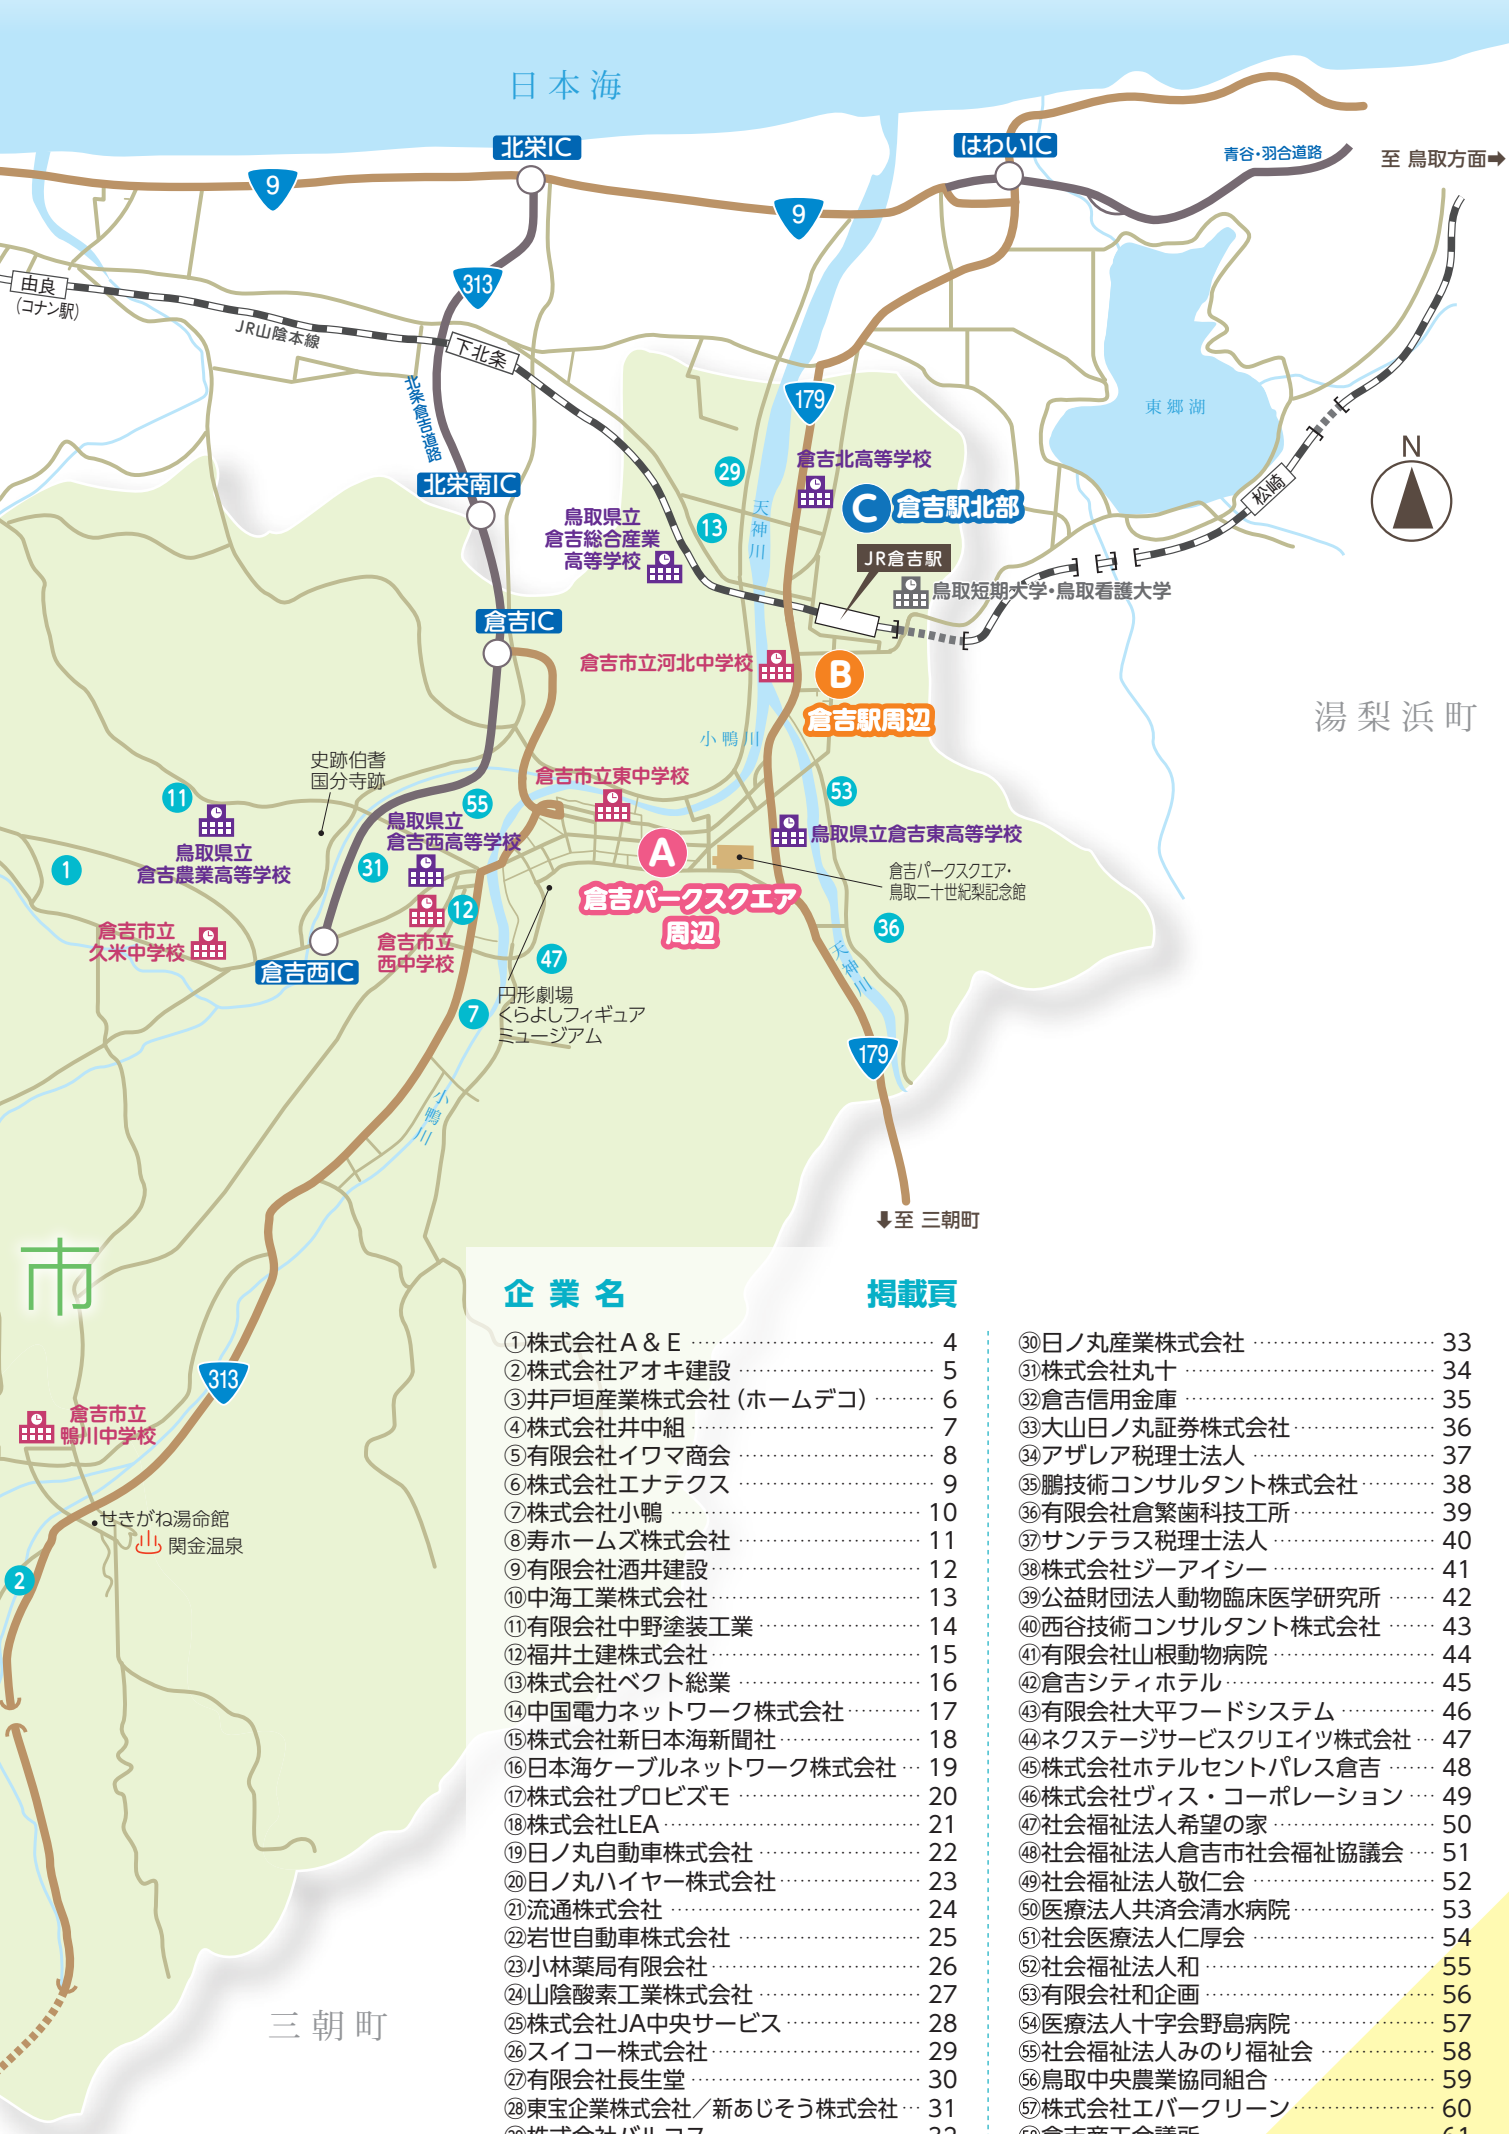 日本海
北栄IC
はわいIC
青谷・羽合道路
至 鳥取方面➡
9
9
313
由良
(コナン駅)
JR山陰本線
下北条
北条倉吉道路
179
東郷湖
N
松崎
倉吉北高等学校
29
北栄南IC
C 倉吉駅北部
天神川
鳥取県立
倉吉総合産業
高等学校
13
JR倉吉駅
鳥取短期大学・鳥取看護大学
倉吉IC
倉吉市立河北中学校
B
倉吉駅周辺
湯梨浜町
小鴨川
史跡伯耆
国分寺跡
倉吉市立東中学校
11
55
53
鳥取県立
倉吉西高等学校
鳥取県立倉吉東高等学校
鳥取県立
倉吉農業高等学校
1
31
A
倉吉パークスクエア
周辺
倉吉パークスクエア・
鳥取二十世紀梨記念館
12
36
倉吉市立
久米中学校
倉吉市立
西中学校
倉吉西IC
47
天神川
7
円形劇場
くらよしフィギュア
ミュージアム
179
小鴨川
⬇至 三朝町
市
313
倉吉市立
鴨川中学校
せきがね湯命館
関金温泉
2
三朝町
企業名 掲載頁
①株式会社A＆E 4
②株式会社アオキ建設 5
③井戸垣産業株式会社（ホームデコ） 6
④株式会社井中組 7
⑤有限会社イワマ商会 8
⑥株式会社エナテクス 9
⑦株式会社小鴨 10
⑧寿ホームズ株式会社 11
⑨有限会社酒井建設 12
⑩中海工業株式会社 13
⑪有限会社中野塗装工業 14
⑫福井土建株式会社 15
⑬株式会社ベクト総業 16
⑭中国電力ネットワーク株式会社 17
⑮株式会社新日本海新聞社 18
⑯日本海ケーブルネットワーク株式会社 19
⑰株式会社プロビズモ 20
⑱株式会社LEA 21
⑲日ノ丸自動車株式会社 22
⑳日ノ丸ハイヤー株式会社 23
㉑流通株式会社 24
㉒岩世自動車株式会社 25
㉓小林薬局有限会社 26
㉔山陰酸素工業株式会社 27
㉕株式会社JA中央サービス 28
㉖スイコー株式会社 29
㉗有限会社長生堂 30
㉘東宝企業株式会社／新あじそう株式会社 31
㉚日ノ丸産業株式会社 33
㉛株式会社丸十 34
㉜倉吉信用金庫 35
㉝大山日ノ丸証券株式会社 36
㉞アザレア税理士法人 37
㉟鵬技術コンサルタント株式会社 38
㊱有限会社倉繁歯科技工所 39
㊲サンテラス税理士法人 40
㊳株式会社ジーアイシー 41
㊴公益財団法人動物臨床医学研究所 42
㊵西谷技術コンサルタント株式会社 43
㊶有限会社山根動物病院 44
㊷倉吉シティホテル 45
㊸有限会社大平フードシステム 46
㊹ネクステージサービスクリエイツ株式会社 47
㊺株式会社ホテルセントパレス倉吉 48
㊻株式会社ヴィス・コーポレーション 49
㊼社会福祉法人希望の家 50
㊽社会福祉法人倉吉市社会福祉協議会 51
㊾社会福祉法人敬仁会 52
㊿医療法人共済会清水病院 53
51社会医療法人仁厚会 54
52社会福祉法人和 55
53有限会社和企画 56
54医療法人十字会野島病院 57
55社会福祉法人みのり福祉会 58
56鳥取中央農業協同組合 59
57株式会社エバークリーン 60